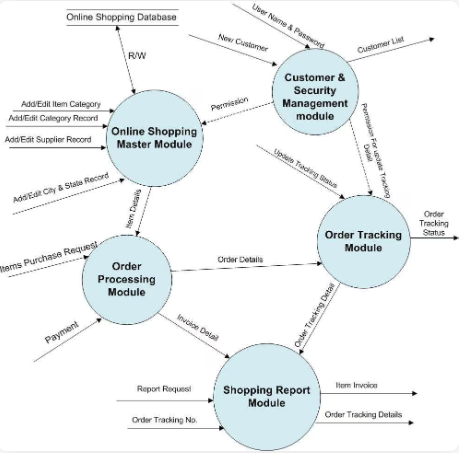 Online Shopping Database
User Name & Password
New Customer
Customer List
R/W
Customer &
Security
Management
module
Permission
Permission For update Tracking
Detail
Add/Edit Item Category
Add/Edit Category Record
Add/Edit Supplier Record
Online Shopping
Master Module
Add/Edit City & State Record
Update Tracking Status
Item Details
Order Tracking
Module
Order
Tracking
Status
Items Purchase Request
Order
Processing
Module
Order Details
Payment
Invoice Detail
Order Tracking Detail
Report Request
Order Tracking No.
Shopping Report
Module
Item Invoice
Order Tracking Details